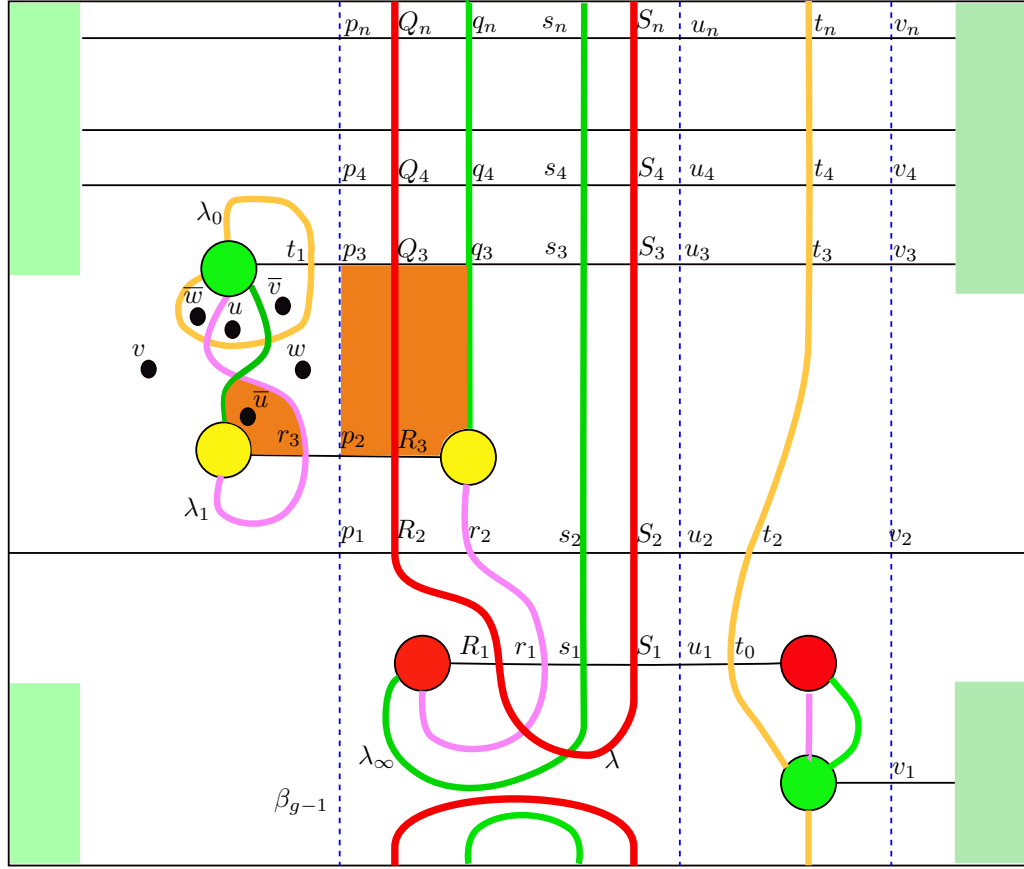 p_n Q_n q_n s_n S_n u_n t_n v_n
p_4 Q_4 q_4 s_4 S_4 u_4 t_4 v_4
λ_0
t_1 p_3 Q_3 q_3 s_3 S_3 u_3 t_3 v_3
w̅ u v̅
v w
u̅
r_3 p_2 R_3
λ_1
p_1 R_2 r_2 s_2 S_2 u_2 t_2 v_2
R_1 r_1 s_1 S_1 u_1 t_0
λ_∞ λ
v_1
β_{g−1}